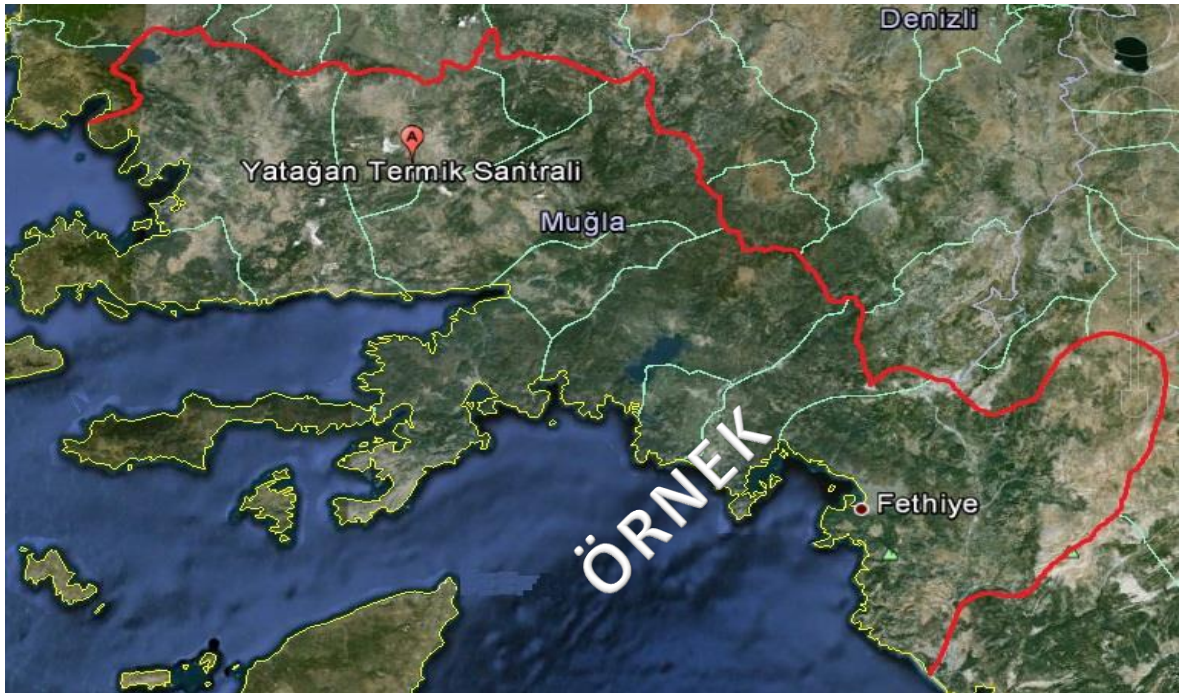 Denizli
A
Yatağan Termik Santrali
Muğla
ÖRNEK
Fethiye